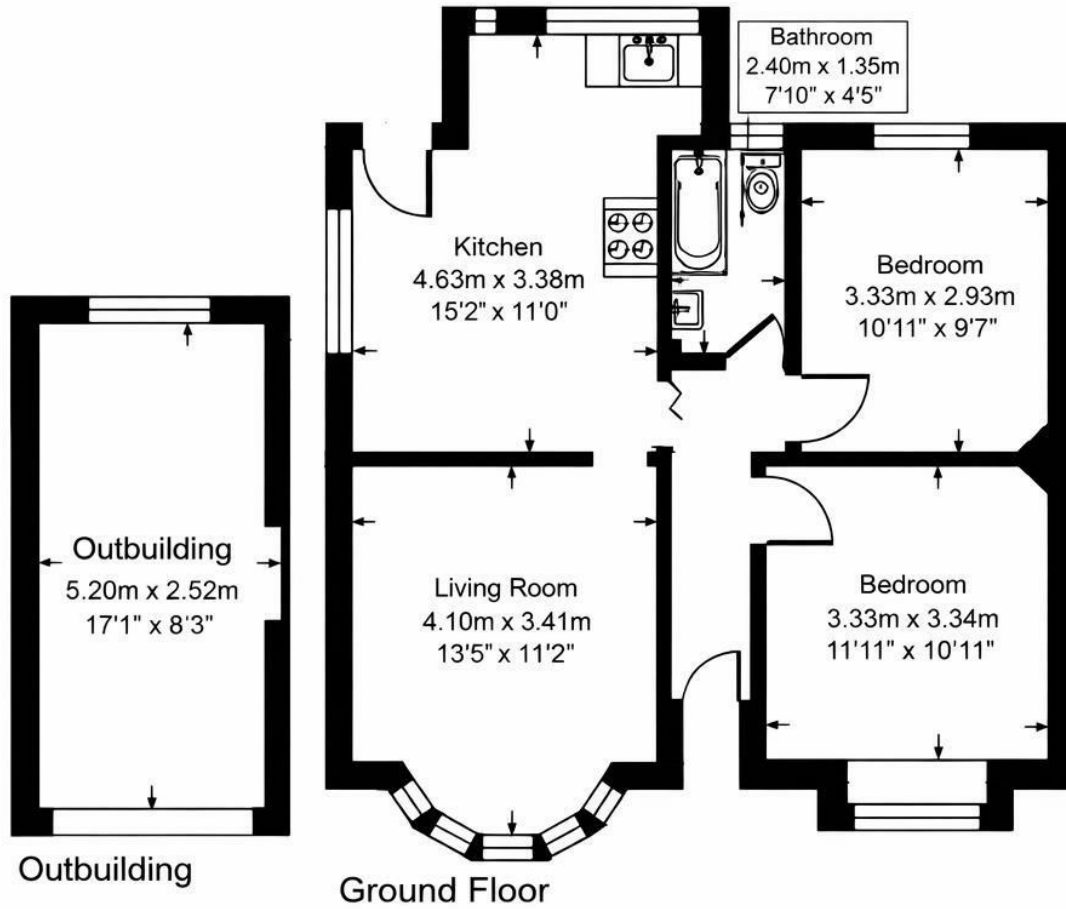 Bathroom
2.40m x 1.35m
7'10" x 4'5"
Kitchen
4.63m x 3.38m
15'2" x 11'0"
Bedroom
3.33m x 2.93m
10'11" x 9'7"
Outbuilding
5.20m x 2.52m
17'1" x 8'3"
Living Room
4.10m x 3.41m
13'5" x 11'2"
Bedroom
3.33m x 3.34m
11'11" x 10'11"
Outbuilding
Ground Floor